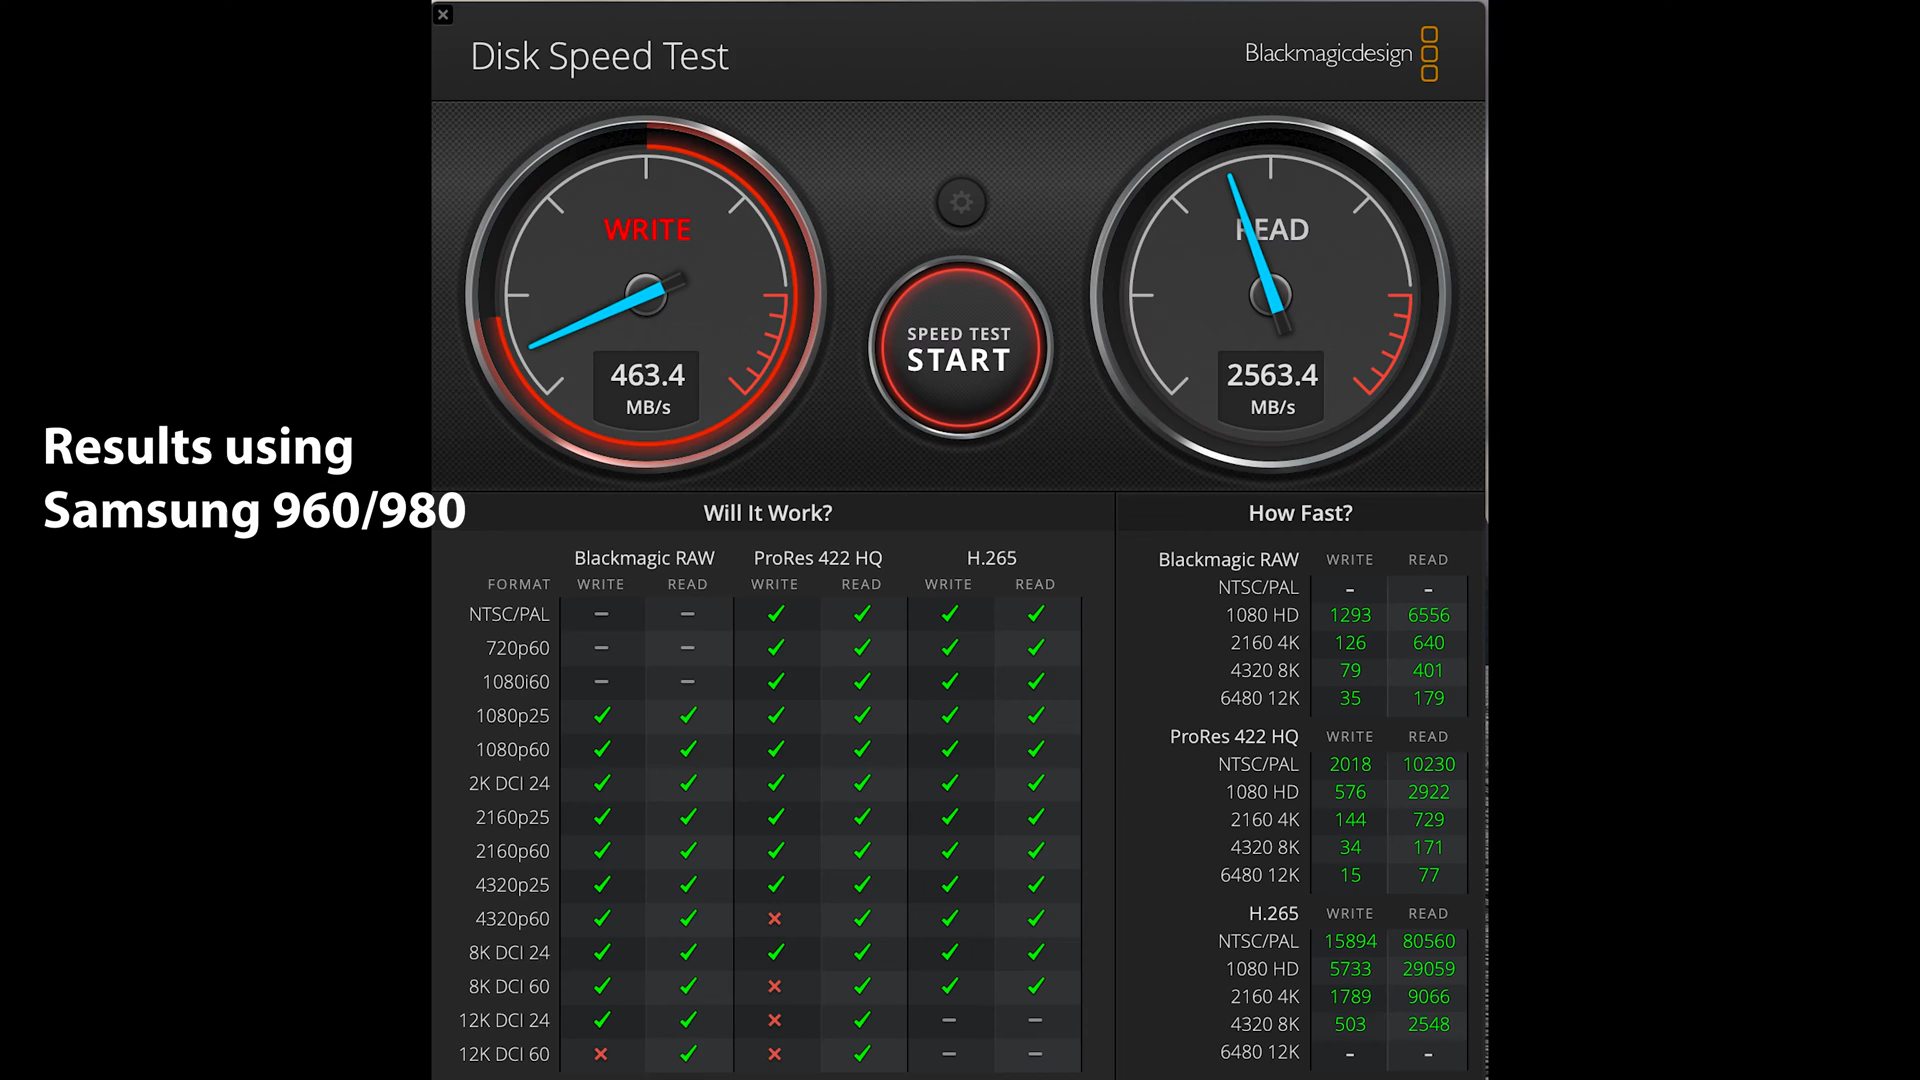 Disk Speed Test
Blackmagicdesign
WRITE
463.4
MB/s
SPEED TEST
START
READ
2563.4
MB/s
Results using
Samsung 960/980
Will It Work?
Blackmagic RAW ProRes 422 HQ H.265
FORMAT WRITE READ WRITE READ WRITE READ
NTSC/PAL – – ✓ ✓ ✓ ✓
720p60 – – ✓ ✓ ✓ ✓
1080i60 – – ✓ ✓ ✓ ✓
1080p25 ✓ ✓ ✓ ✓ ✓ ✓
1080p60 ✓ ✓ ✓ ✓ ✓ ✓
2K DCI 24 ✓ ✓ ✓ ✓ ✓ ✓
2160p25 ✓ ✓ ✓ ✓ ✓ ✓
2160p60 ✓ ✓ ✓ ✓ ✓ ✓
4320p25 ✓ ✓ ✓ ✓ ✓ ✓
4320p60 ✓ ✓ ✕ ✓ ✓ ✓
8K DCI 24 ✓ ✓ ✓ ✓ ✓ ✓
8K DCI 60 ✓ ✓ ✕ ✓ ✓ ✓
12K DCI 24 ✓ ✓ ✕ ✓ – –
12K DCI 60 ✕ ✓ ✕ ✓ – –
How Fast?
Blackmagic RAW WRITE READ
NTSC/PAL - -
1080 HD 1293 6556
2160 4K 126 640
4320 8K 79 401
6480 12K 35 179
ProRes 422 HQ WRITE READ
NTSC/PAL 2018 10230
1080 HD 576 2922
2160 4K 144 729
4320 8K 34 171
6480 12K 15 77
H.265 WRITE READ
NTSC/PAL 15894 80560
1080 HD 5733 29059
2160 4K 1789 9066
4320 8K 503 2548
6480 12K - -